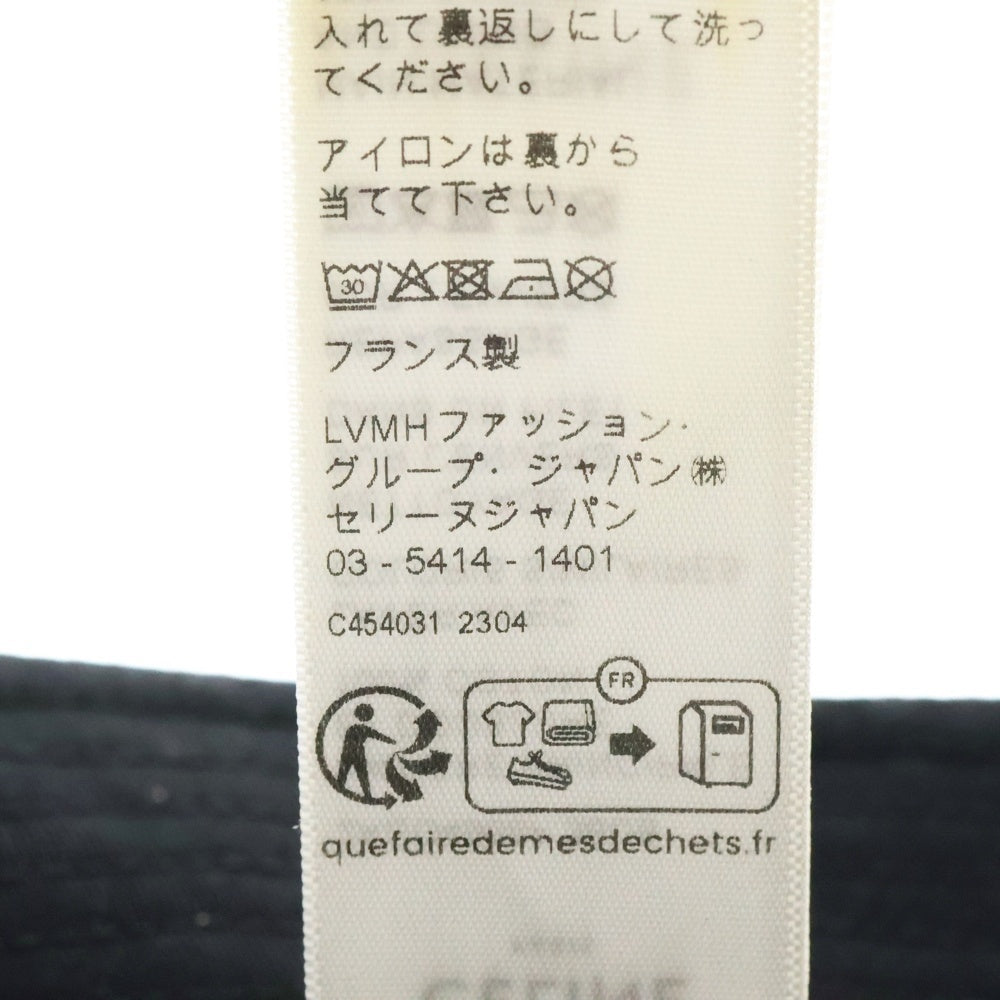 入れて裏返しにして洗っ
てください。
アイロンは裏から
当てて下さい。
30
フランス製
LVMHファッション・
グループ・ジャパン㈱
セリーヌジャパン
03 - 5414 - 1401
C454031 2304
FR
quefairedemesdechets.fr